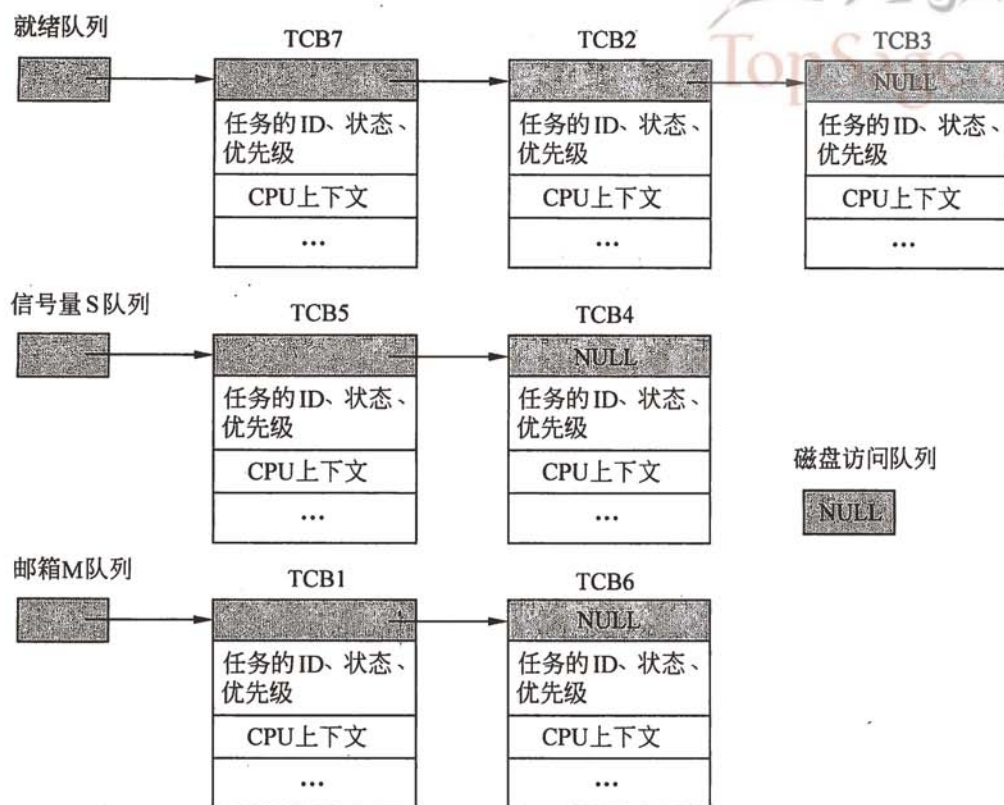 就绪队列
TCB7
TCB2
TCB3
TopSage
NULL
任务的ID、状态、
优先级
任务的ID、状态、
优先级
任务的ID、状态、
优先级
CPU上下文
CPU上下文
CPU上下文
…
…
…
信号量S队列
TCB5
TCB4
NULL
任务的ID、状态、
优先级
任务的ID、状态、
优先级
CPU上下文
CPU上下文
…
…
磁盘访问队列
NULL
邮箱M队列
TCB1
TCB6
NULL
任务的ID、状态、
优先级
任务的ID、状态、
优先级
CPU上下文
CPU上下文
…
…